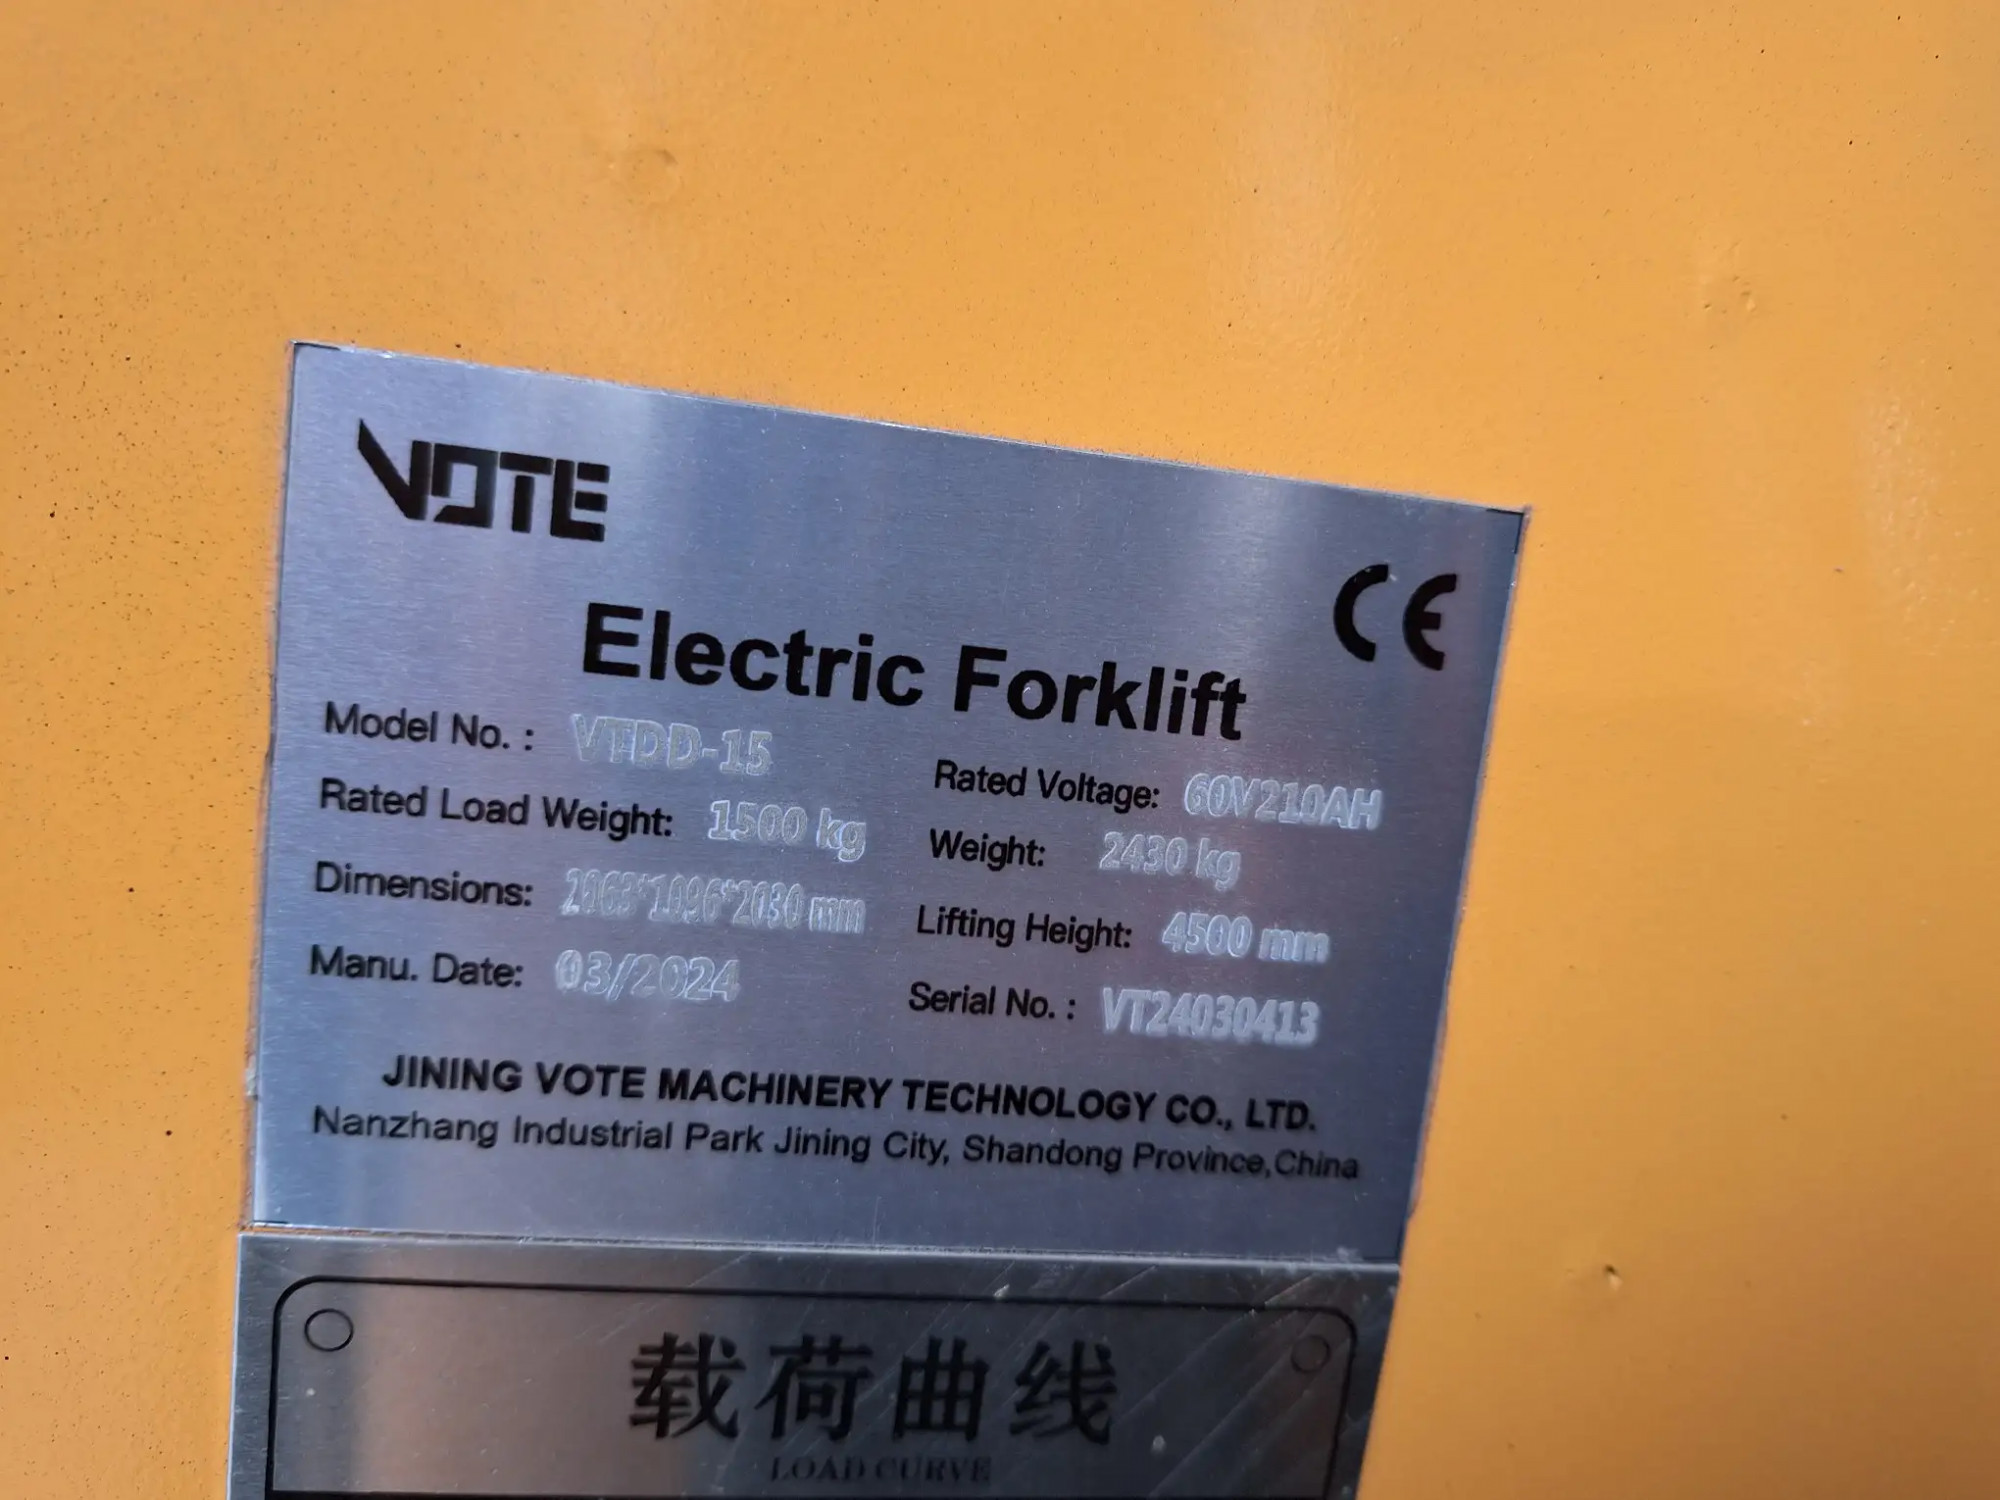 VOTE
CE
Electric Forklift
Model No. : VTDD-15
Rated Voltage: 60V210AH
Rated Load Weight: 1500 kg
Weight: 2430 kg
Dimensions: 2063*1096*2030 mm
Lifting Height: 4500 mm
Manu. Date: 03/2024
Serial No. : VT24030413
JINING VOTE MACHINERY TECHNOLOGY CO., LTD.
Nanzhang Industrial Park Jining City, Shandong Province,China
载荷曲线
LOAD CURVE